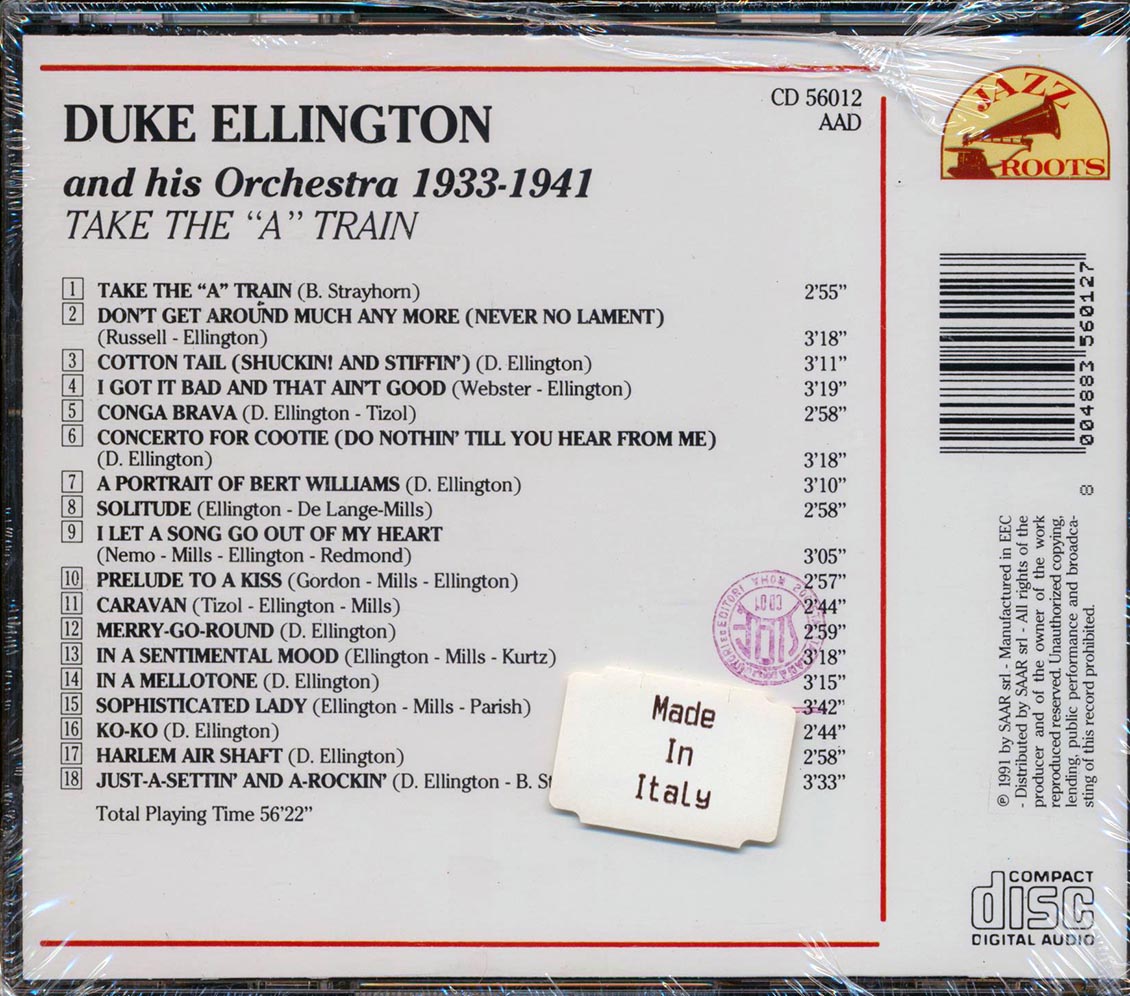 DUKE ELLINGTON
and his Orchestra 1933-1941
TAKE THE “A” TRAIN
CD 56012
AAD
JAZZ
ROOTS
1 TAKE THE “A” TRAIN (B. Strayhorn) 2’55”
2 DON’T GET AROUND MUCH ANY MORE (NEVER NO LAMENT)
(Russell - Ellington) 3’18”
3 COTTON TAIL (SHUCKIN! AND STIFFIN’) (D. Ellington) 3’11”
4 I GOT IT BAD AND THAT AIN’T GOOD (Webster - Ellington) 3’19”
5 CONGA BRAVA (D. Ellington - Tizol) 2’58”
6 CONCERTO FOR COOTIE (DO NOTHIN’ TILL YOU HEAR FROM ME)
(D. Ellington) 3’18”
7 A PORTRAIT OF BERT WILLIAMS (D. Ellington) 3’10”
8 SOLITUDE (Ellington - De Lange-Mills) 2’58”
9 I LET A SONG GO OUT OF MY HEART
(Nemo - Mills - Ellington - Redmond) 3’05”
10 PRELUDE TO A KISS (Gordon - Mills - Ellington) 2’57”
11 CARAVAN (Tizol - Ellington - Mills) 2’44”
12 MERRY-GO-ROUND (D. Ellington) 2’59”
13 IN A SENTIMENTAL MOOD (Ellington - Mills - Kurtz) 3’18”
14 IN A MELLOTONE (D. Ellington) 3’15”
15 SOPHISTICATED LADY (Ellington - Mills - Parish) 3’42”
16 KO-KO (D. Ellington) 2’44”
17 HARLEM AIR SHAFT (D. Ellington) 2’58”
18 JUST-A-SETTIN’ AND A-ROCKIN’ (D. Ellington - B. 3’33”
Total Playing Time 56’22”
Made
In
Italy
EDITORI
ROMA
004883 560127
8
℗ 1991 by SAAR srl - Manufactured in EEC
- Distributed by SAAR srl - All rights of the
producer and of the owner of the work
reproduced reserved. Unauthorized copying,
lending, public performance and broadca-
sting of this record prohibited.
COMPACT
disc
DIGITAL AUDIO